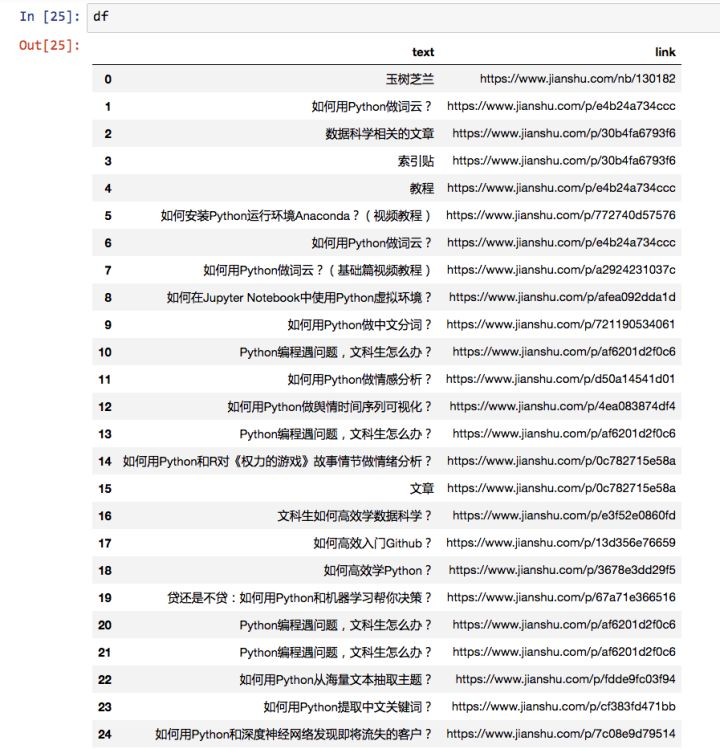 In [25]: df
Out[25]:
text link
0 玉树芝兰 https://www.jianshu.com/nb/130182
1 如何用Python做词云？ https://www.jianshu.com/p/e4b24a734ccc
2 数据科学相关的文章 https://www.jianshu.com/p/30b4fa6793f6
3 索引贴 https://www.jianshu.com/p/30b4fa6793f6
4 教程 https://www.jianshu.com/p/e4b24a734ccc
5 如何安装Python运行环境Anaconda？（视频教程） https://www.jianshu.com/p/772740d57576
6 如何用Python做词云？ https://www.jianshu.com/p/e4b24a734ccc
7 如何用Python做词云？（基础篇视频教程） https://www.jianshu.com/p/a2924231037c
8 如何在Jupyter Notebook中使用Python虚拟环境？ https://www.jianshu.com/p/afea092dda1d
9 如何用Python做中文分词？ https://www.jianshu.com/p/721190534061
10 Python编程遇问题，文科生怎么办？ https://www.jianshu.com/p/af6201d2f0c6
11 如何用Python做情感分析？ https://www.jianshu.com/p/d50a14541d01
12 如何用Python做舆情时间序列可视化？ https://www.jianshu.com/p/4ea083874df4
13 Python编程遇问题，文科生怎么办？ https://www.jianshu.com/p/af6201d2f0c6
14 如何用Python和R对《权力的游戏》故事情节做情绪分析？ https://www.jianshu.com/p/0c782715e58a
15 文章 https://www.jianshu.com/p/0c782715e58a
16 文科生如何高效学数据科学？ https://www.jianshu.com/p/e3f52e0860fd
17 如何高效入门Github？ https://www.jianshu.com/p/13d356e76659
18 如何高效学Python？ https://www.jianshu.com/p/3678e3dd29f5
19 贷还是不贷：如何用Python和机器学习帮你决策？ https://www.jianshu.com/p/67a71e366516
20 Python编程遇问题，文科生怎么办？ https://www.jianshu.com/p/af6201d2f0c6
21 Python编程遇问题，文科生怎么办？ https://www.jianshu.com/p/af6201d2f0c6
22 如何用Python从海量文本抽取主题？ https://www.jianshu.com/p/fdde9fc03f94
23 如何用Python提取中文关键词？ https://www.jianshu.com/p/cf383fd471bb
24 如何用Python和深度神经网络发现即将流失的客户？ https://www.jianshu.com/p/7c08e9d79514